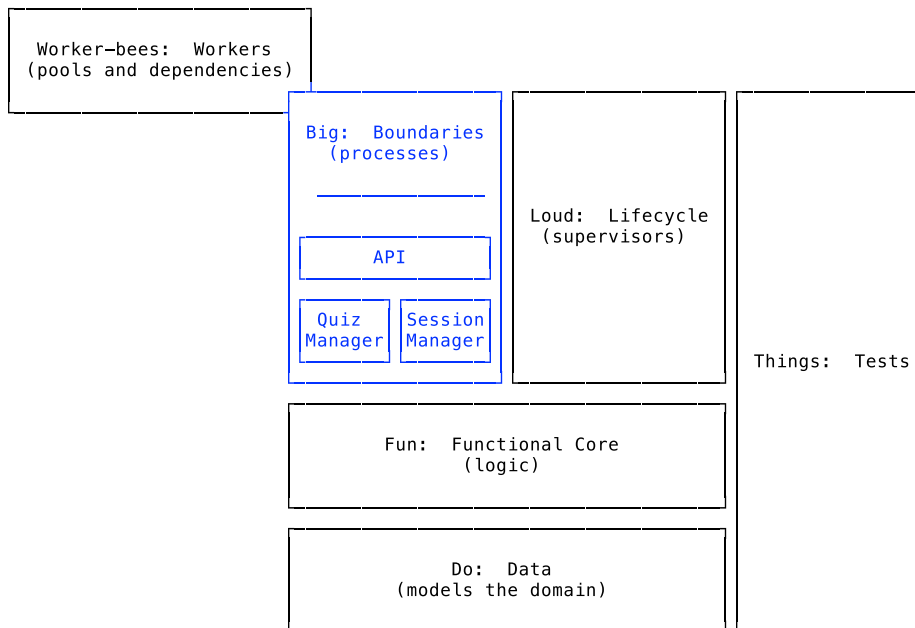 Worker-bees:  Workers
(pools and dependencies)
Big:  Boundaries
(processes)
API
Quiz
Manager
Session
Manager
Loud:  Lifecycle
(supervisors)
Things:  Tests
Fun:  Functional Core
(logic)
Do:  Data
(models the domain)